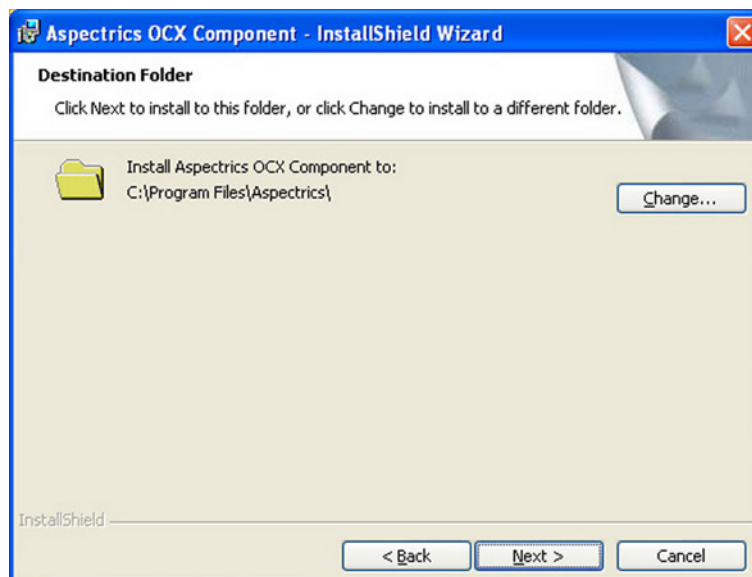 Aspectrics OCX Component - InstallShield Wizard
Destination Folder
Click Next to install to this folder, or click Change to install to a different folder.
Install Aspectrics OCX Component to:
C:\Program Files\Aspectrics\
Change...
InstallShield
< Back
Next >
Cancel